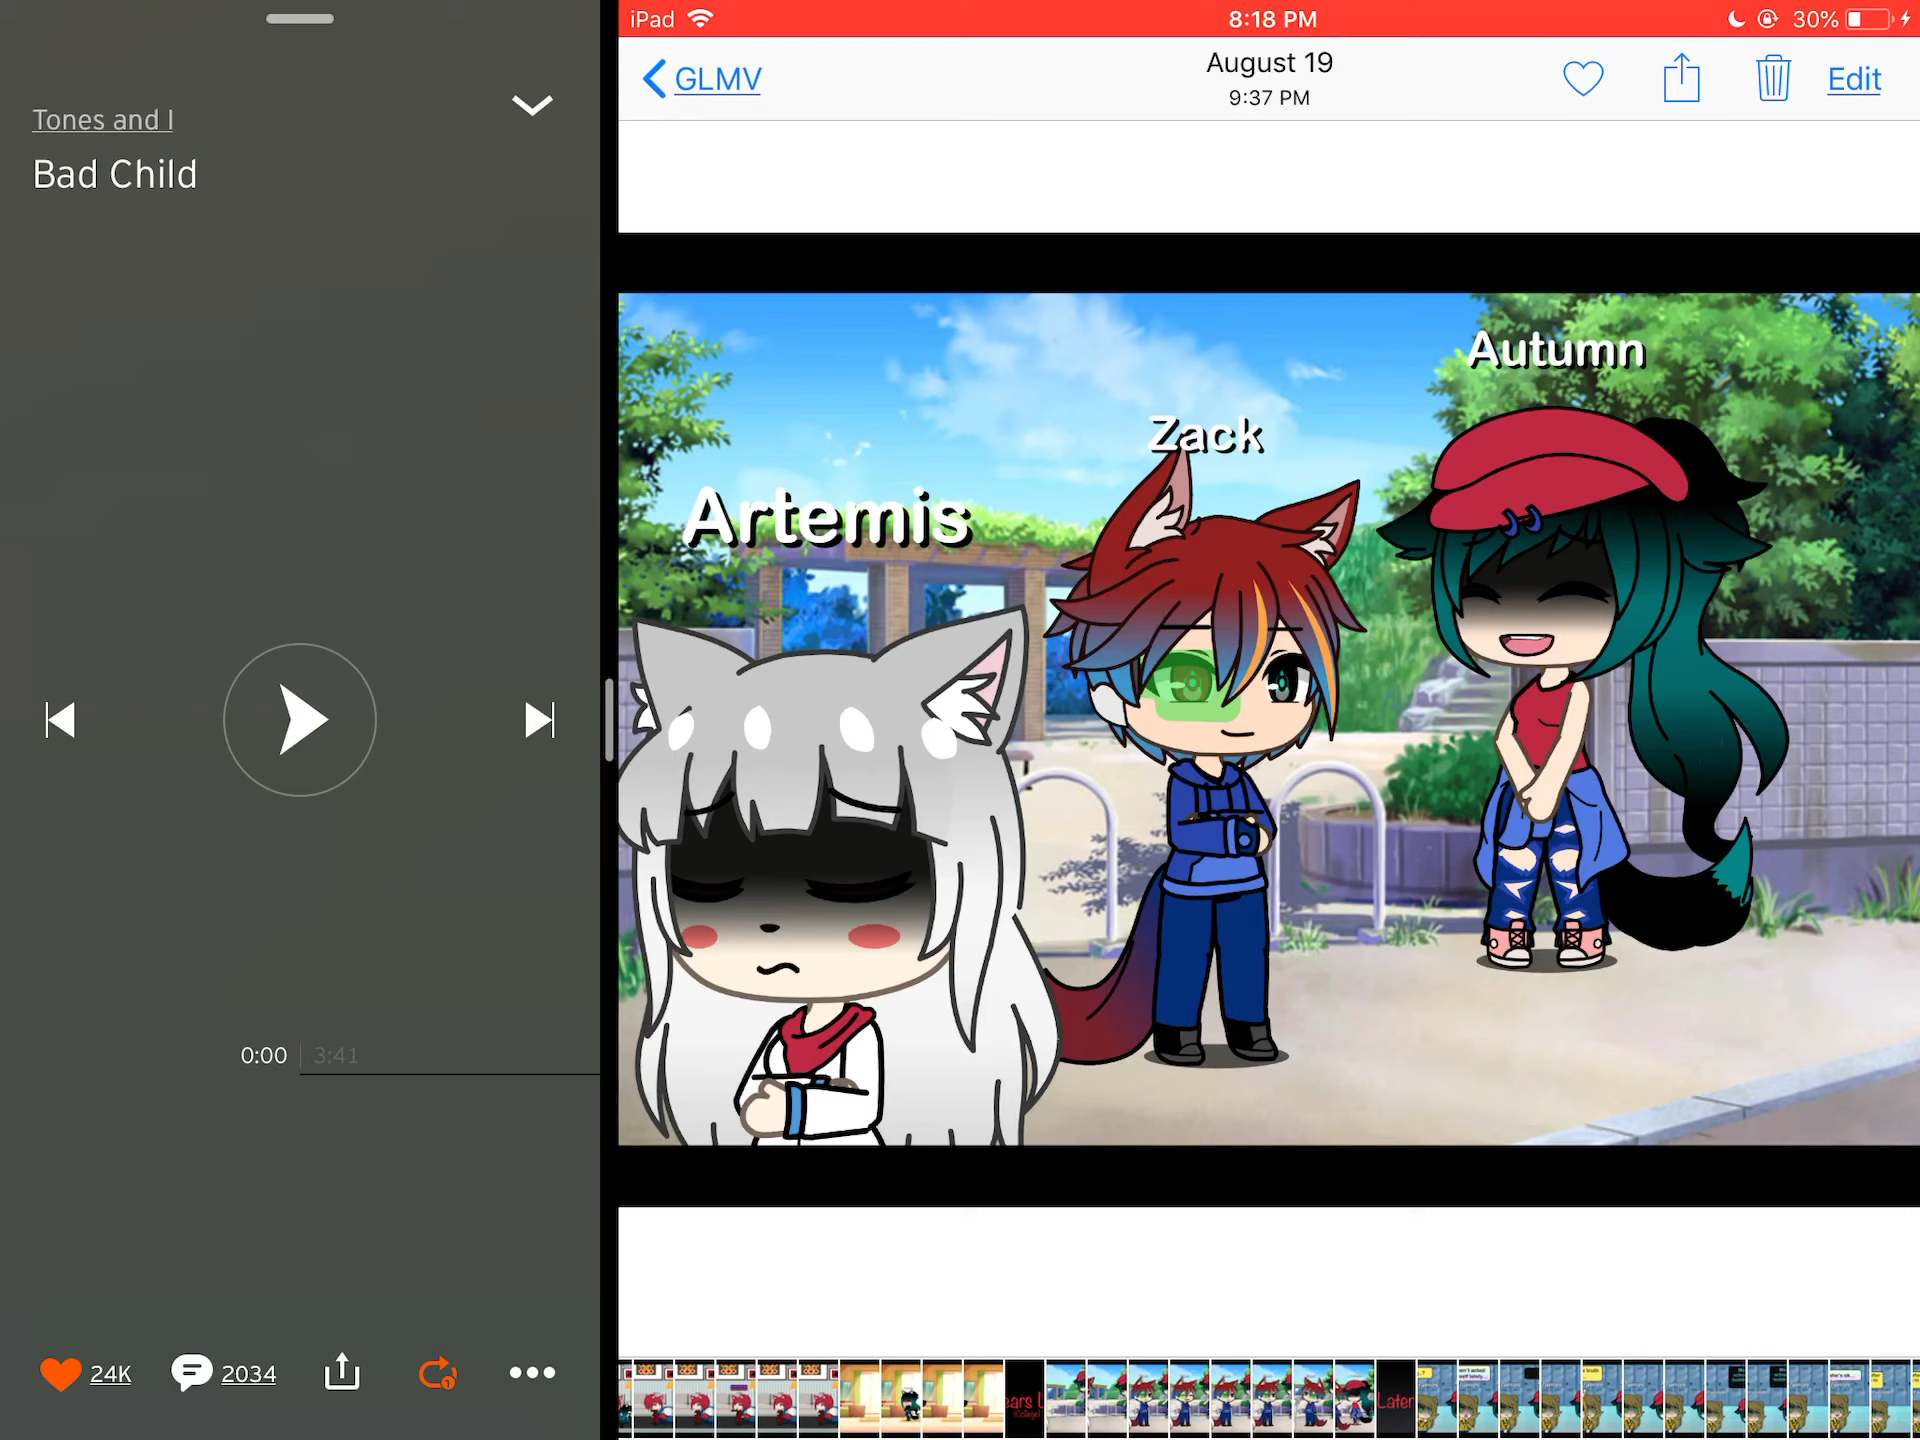 Tones and I
Bad Child
0:00
3:41
24K
2034
iPad
8:18 PM
30%
GLMV
August 19
9:37 PM
Edit
Autumn
Zack
Artemis
Later